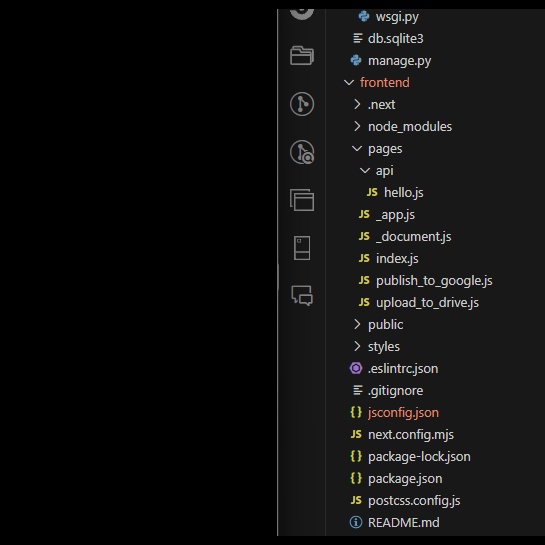 wsgi.py
db.sqlite3
manage.py
frontend
.next
node_modules
pages
api
JS hello.js
JS _app.js
JS _document.js
JS index.js
JS publish_to_google.js
JS upload_to_drive.js
public
styles
.eslintrc.json
.gitignore
{} jsconfig.json
JS next.config.mjs
{} package-lock.json
{} package.json
JS postcss.config.js
README.md